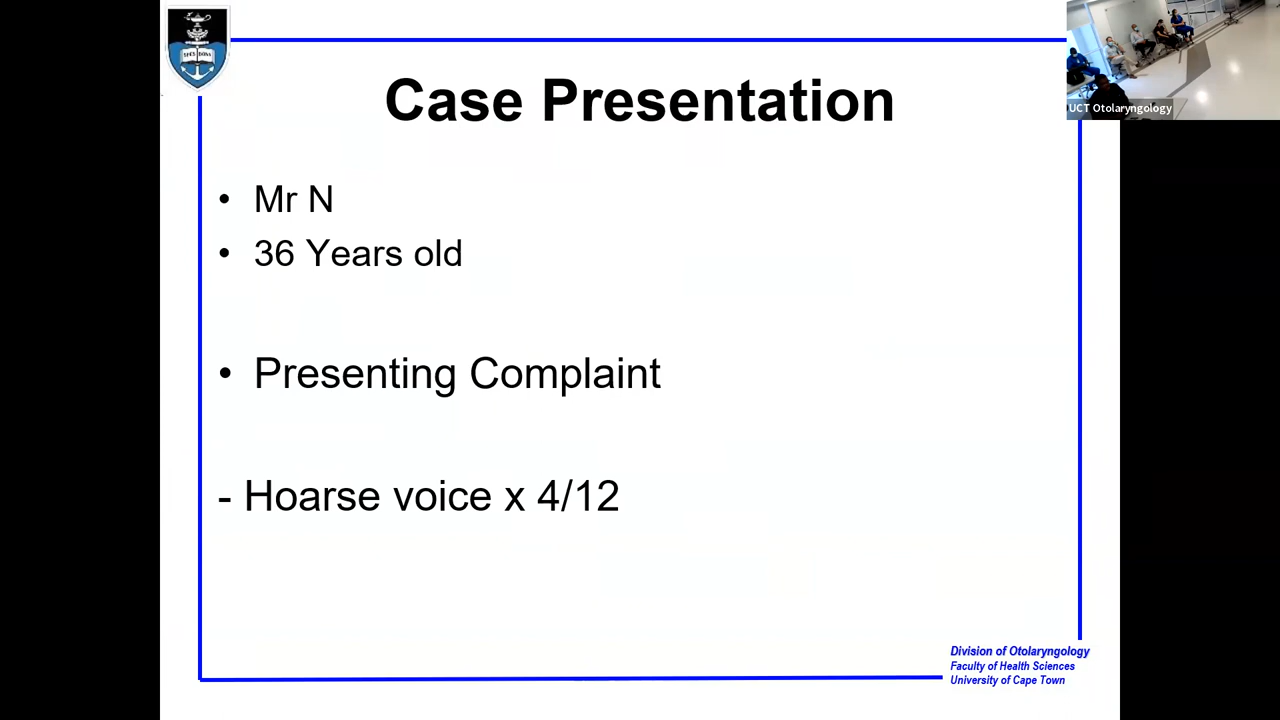 Case Presentation
UCT Otolaryngology
• Mr N
• 36 Years old
• Presenting Complaint
- Hoarse voice x 4/12
Division of Otolaryngology
Faculty of Health Sciences
University of Cape Town